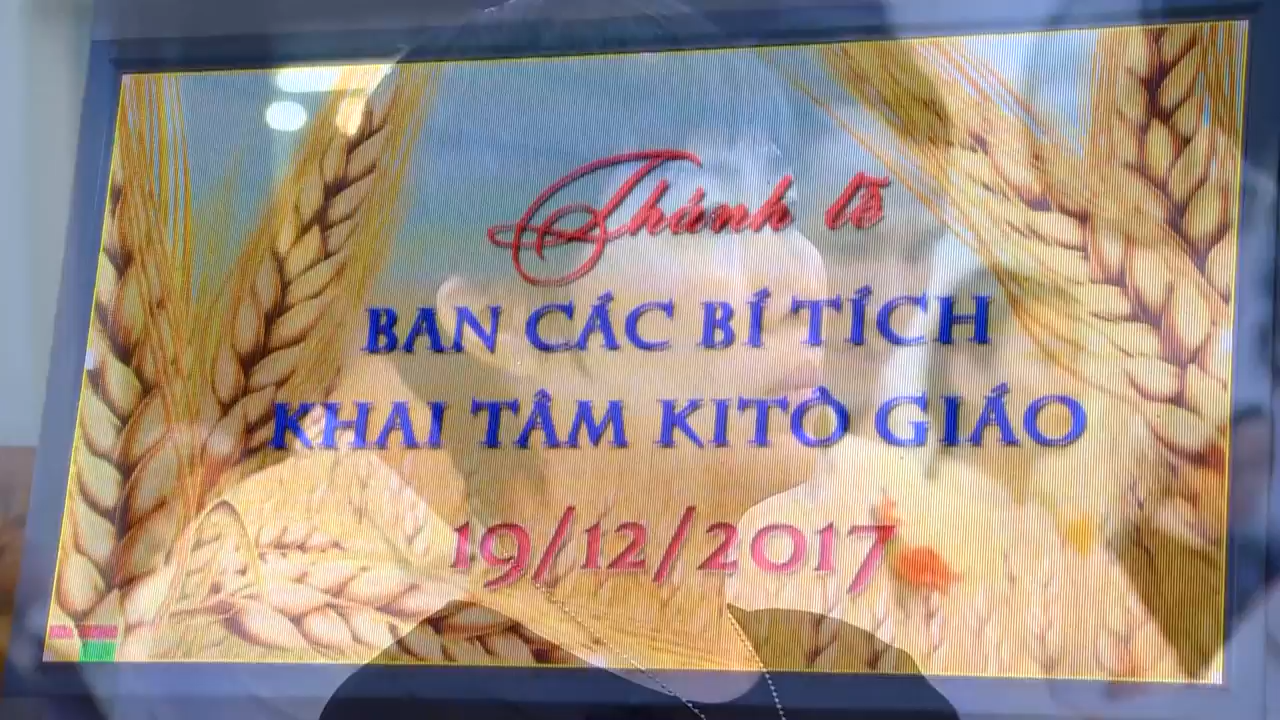 Thánh lễ
BAN CÁC BÍ TÍCH
KHAI TÂM KITÔ GIÁO
19/12/2017